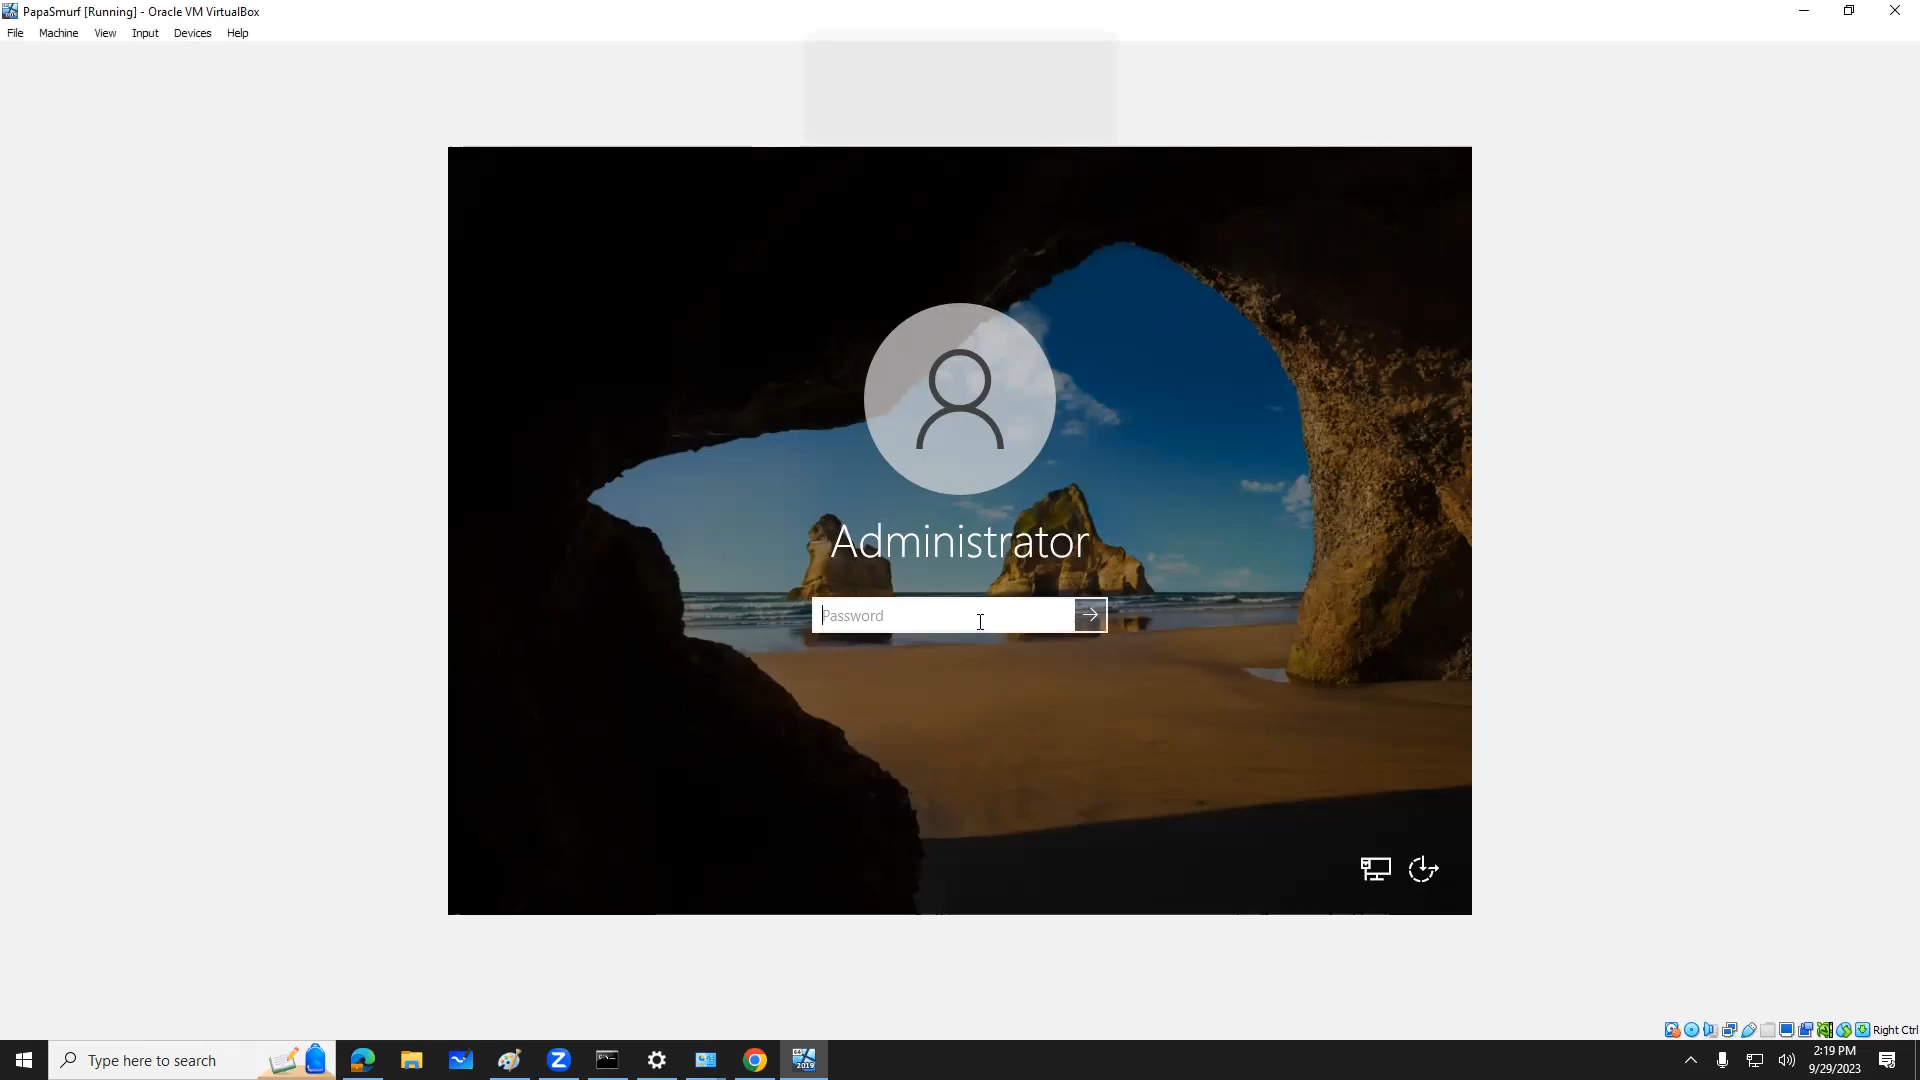 PapaSmurf [Running] - Oracle VM VirtualBox
File Machine View Input Devices Help
Administrator
Password
Right Ctrl
Type here to search
2019
2:19 PM
9/29/2023